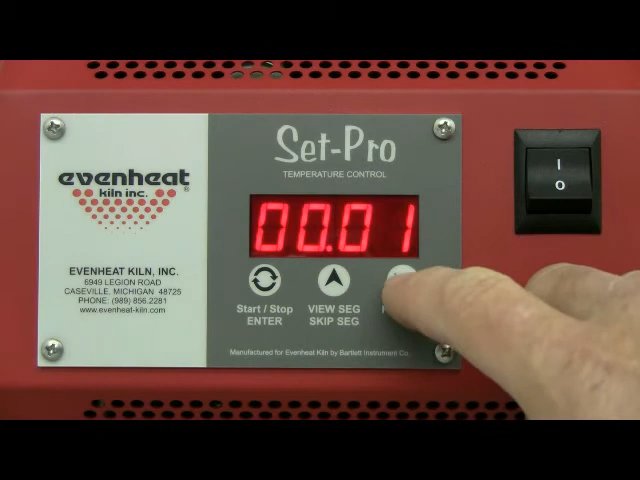 Set-Pro
TEMPERATURE CONTROL
evenheat
kiln inc.
®
00.01
EVENHEAT KILN, INC.
6949 LEGION ROAD
CASEVILLE, MICHIGAN 48725
PHONE: (989) 856.2281
www.evenheat-kiln.com
Start / Stop
ENTER
VIEW SEG
SKIP SEG
Manufactured for Evenheat Kiln by Bartlett Instrument Co.
I
O